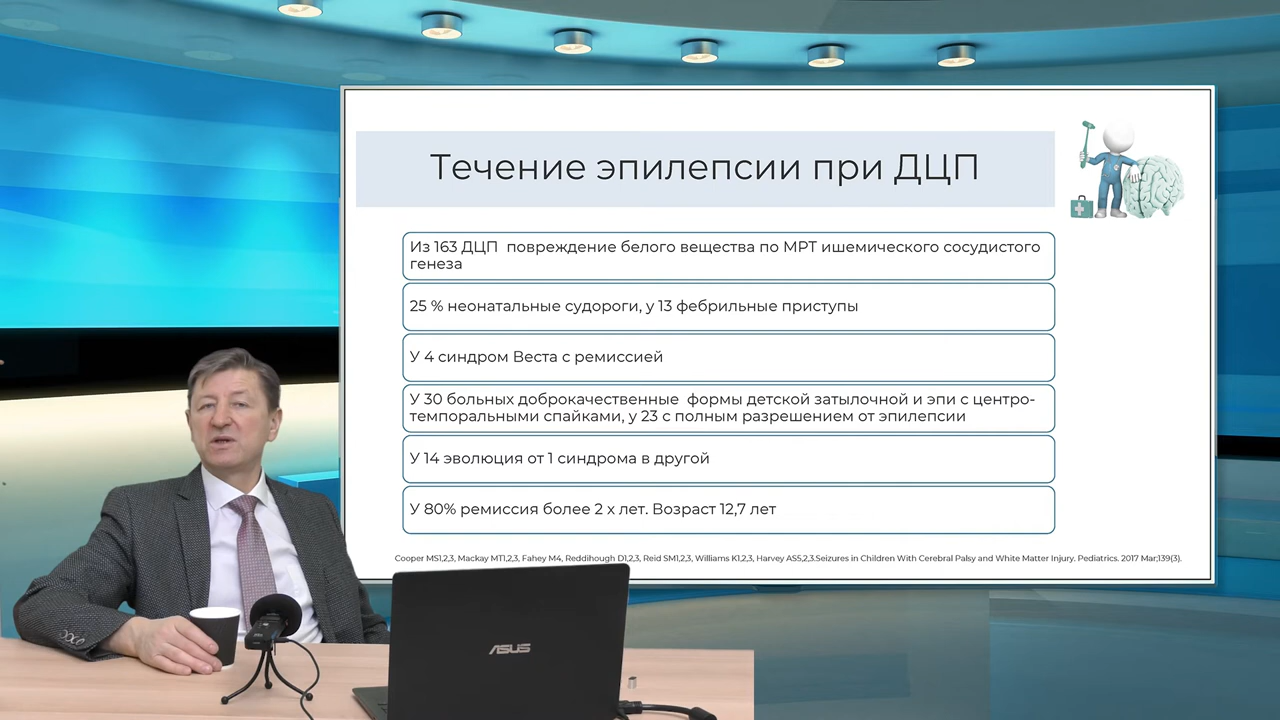 Течение эпилепсии при ДЦП
Из 163 ДЦП повреждение белого вещества по МРТ ишемического сосудистого
генеза
25 % неонатальные судороги, у 13 фебрильные приступы
У 4 синдром Веста с ремиссией
У 30 больных доброкачественные формы детской затылочной и эпи с центро-
темпоральными спайками, у 23 с полным разрешением от эпилепсии
У 14 эволюция от 1 синдрома в другой
У 80% ремиссия более 2 х лет. Возраст 12,7 лет
Cooper MS1,2,3, Mackay MT1,2,3, Fahey M4, Reddihough D1,2,3, Reid SM1,2,3, Williams K1,2,3, Harvey AS5,2,3.Seizures in Children With Cerebral Palsy and White Matter Injury. Pediatrics. 2017 Mar;139(3).
ASUS